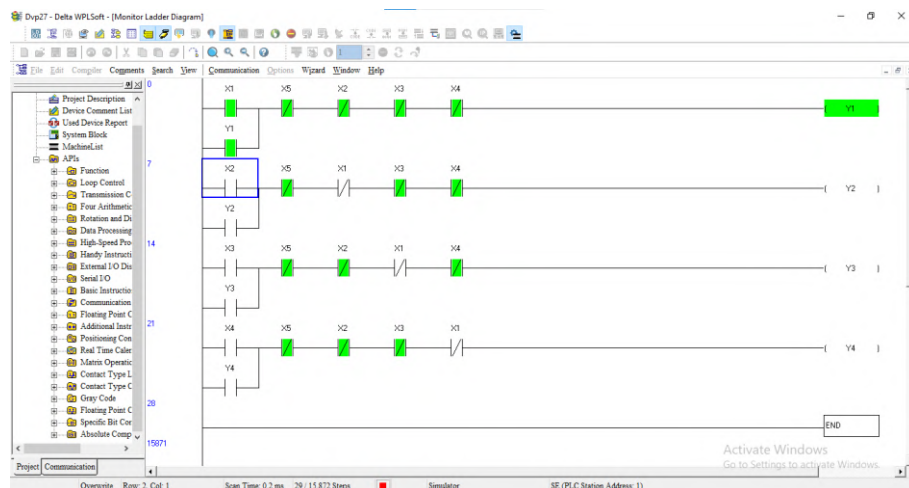 Dvp27 - Delta WPLSoft - [Monitor Ladder Diagram]
File Edit Compiler Comments Search View Communication Options Wizard Window Help
Project Description
Device Comment List
Used Device Report
System Block
MachineList
APIs
Function
Loop Control
Transmission C
Four Arithmetic
Rotation and Di
Data Processing
High-Speed Pro
Handy Instructi
External I/O Dis
Serial I/O
Basic Instructio
Communication
Floating Point C
Additional Instr
Positioning Con
Real Time Caler
Matrix Operatic
Contact Type L
Contact Type C
Gray Code
Floating Point C
Specific Bit Cor
Absolute Comp
Project Communication
0
X1 X5 X2 X3 X4
Y1
Y1
7
X2 X5 X1 X3 X4
Y2
Y2
14
X3 X5 X2 X1 X4
Y3
Y3
21
X4 X5 X2 X3 X1
Y4
Y4
28
END
15871
Activate Windows
Go to Settings to activate Windows.
Overwrite Row: 2, Col: 1 Scan Time: 0.2 ms 29 / 15,872 Steps Simulator SE (PLC Station Address: 1)